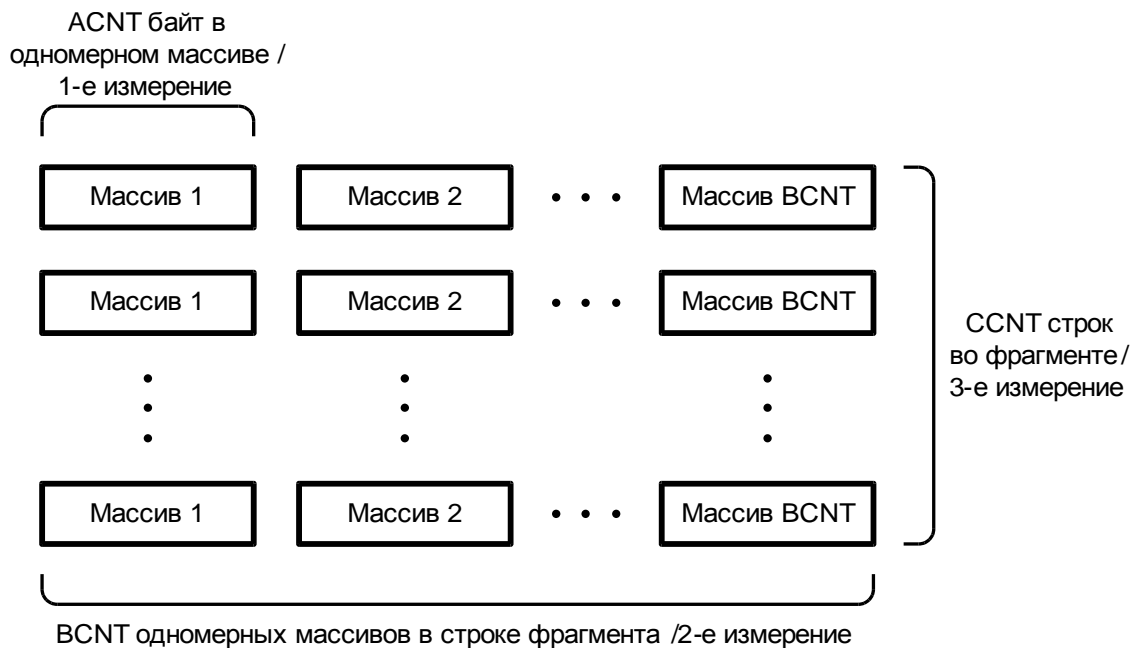 ACNT байт в
одномерном массиве /
1-е измерение
Массив 1 Массив 2 Массив BCNT
Массив 1 Массив 2 Массив BCNT
CCNT строк
во фрагменте /
3-е измерение
Массив 1 Массив 2 Массив BCNT
BCNT одномерных массивов в строке фрагмента /2-е измерение